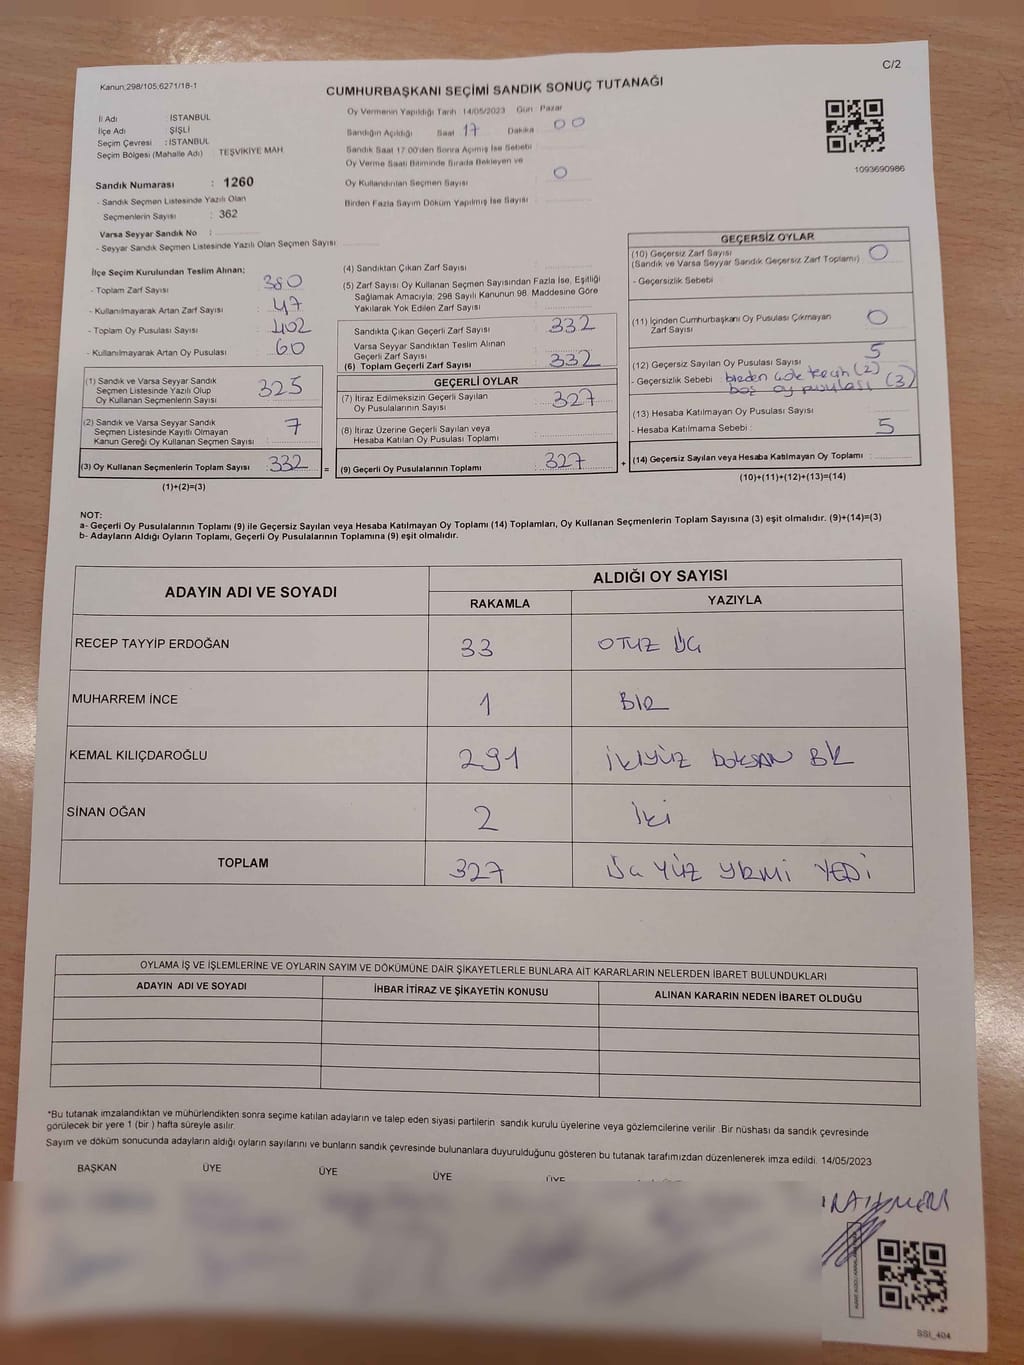 C/2
Kanun;298/105,6271/18-1
CUMHURBAŞKANI SEÇİMİ SANDIK SONUÇ TUTANAĞI
İl Adı : İSTANBUL
İlçe Adı : ŞİŞLİ
Seçim Çevresi : İSTANBUL
Seçim Bölgesi (Mahalle Adı) : TEŞVİKİYE MAH.
Sandık Numarası : 1260
- Sandık Seçmen Listesinde Yazılı Olan
Seçmenlerin Sayısı : 362
Varsa Seyyar Sandık No :
- Seyyar Sandık Listesinde Yazılı Olan Seçmen Sayısı
Oy Vermenin Yapıldığı Tarih 14/05/2023 Gün Pazar
Sandığın Açıldığı Saat 17 Dakika 00
Sandık Saat 17.00'den Sonra Açılmış İse Sebebi
Oy Verme Saati Bitiminde Sırada Bekleyen ve
Oy Kullandırılan Seçmen Sayısı 0
Birden Fazla Sayım Döküm Yapılmış İse Sayısı
1093690986
İlçe Seçim Kurulundan Teslim Alınan;
- Toplam Zarf Sayısı : 380
- Kullanılmayarak Artan Zarf Sayısı : 47
- Toplam Oy Pusulası Sayısı : 402
- Kullanılmayarak Artan Oy Pusulası : 60
(1) Sandık ve Varsa Seyyar Sandık
Seçmen Listesinde Yazılı Olup
Oy Kullanan Seçmenlerin Sayısı 325
(2) Sandık ve Varsa Seyyar Sandık
Seçmen Listesinde Kayıtlı Olmayan
Kanun Gereği Oy Kullanan Seçmen Sayısı : 7
(3) Oy Kullanan Seçmenlerin Toplam Sayısı : 332
(1)+(2)=(3)
=
(4) Sandıktan Çıkan Zarf Sayısı
(5) Zarf Sayısı Oy Kullanan Seçmen Sayısından Fazla İse, Eşitliği
Sağlamak Amacıyla; 298 Sayılı Kanunun 98. Maddesine Göre
Yakılarak Yok Edilen Zarf Sayısı
Sandıkta Çıkan Geçerli Zarf Sayısı : 332
Varsa Seyyar Sandıktan Teslim Alınan
Geçerli Zarf Sayısı
(6) Toplam Geçerli Zarf Sayısı : 332
GEÇERLİ OYLAR
(7) İtiraz Edilmeksizin Geçerli Sayılan
Oy Pusulalarının Sayısı : 327
(8) İtiraz Üzerine Geçerli Sayılan veya
Hesaba Katılan Oy Pusulası Toplamı
(9) Geçerli Oy Pusulalarının Toplamı : 327
+
GEÇERSİZ OYLAR
(10) Geçersiz Zarf Sayısı
(Sandık ve Varsa Seyyar Sandık Geçersiz Zarf Toplamı) : 0
- Geçersizlik Sebebi :
(11) İçinden Cumhurbaşkanı Oy Pusulası Çıkmayan
Zarf Sayısı 0
(12) Geçersiz Sayılan Oy Pusulası Sayısı 5
- Geçersizlik Sebebi : birden çok tercih (2)
boş oy pusulası (3)
(13) Hesaba Katılmayan Oy Pusulası Sayısı
- Hesaba Katılmama Sebebi : 5
(14) Geçersiz Sayılan veya Hesaba Katılmayan Oy Toplamı :
(10)+(11)+(12)+(13)=(14)
NOT:
a- Geçerli Oy Pusulalarının Toplamı (9) ile Geçersiz Sayılan veya Hesaba Katılmayan Oy Toplamı (14) Toplamları, Oy Kullanan Seçmenlerin Toplam Sayısına (3) eşit olmalıdır. (9)+(14)=(3)
b- Adayların Aldığı Oyların Toplamı, Geçerli Oy Pusulalarının Toplamına (9) eşit olmalıdır.
ADAYIN ADI VE SOYADI
ALDIĞI OY SAYISI
RAKAMLA YAZIYLA
RECEP TAYYİP ERDOĞAN 33 OTUZ ÜÇ
MUHARREM İNCE 1 BİR
KEMAL KILIÇDAROĞLU 291 İKİYÜZ DOKSAN BİR
SİNAN OĞAN 2 İki
TOPLAM 327 Üç YÜZ YİRMİ YEDİ
OYLAMA İŞ VE İŞLEMLERİNE VE OYLARIN SAYIM VE DÖKÜMÜNE DAİR ŞİKAYETLERLE BUNLARA AİT KARARLARIN NELERDEN İBARET BULUNDUKLARI
ADAYIN ADI VE SOYADI İHBAR İTİRAZ VE ŞİKAYETİN KONUSU ALINAN KARARIN NEDEN İBARET OLDUĞU
*Bu tutanak imzalandıktan ve mühürlendikten sonra seçime katılan adayların ve talep eden siyasi partilerin sandık kurulu üyelerine veya gözlemcilerine verilir .Bir nüshası da sandık çevresinde
görülecek bir yere 1 (bir ) hafta süreyle asılır.
Sayım ve döküm sonucunda adayların aldığı oyların sayılarını ve bunların sandık çevresinde bulunanlara duyurulduğunu gösteren bu tutanak tarafımızdan düzenlenerek imza edildi. 14/05/2023
BAŞKAN ÜYE ÜYE ÜYE ÜYE
SSİ_404